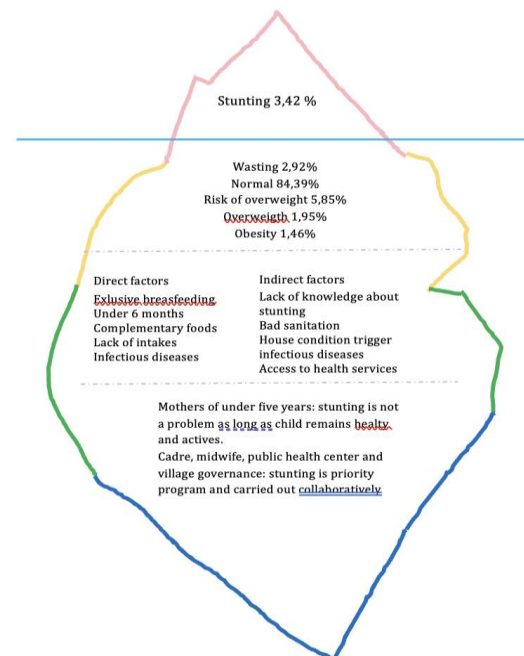 Stunting 3,42 %
Wasting 2,92%
Normal 84,39%
Risk of overweight 5,85%
Overweigth 1,95%
Obesity 1,46%
Direct factors
Exlusive breasfeeding
Under 6 months
Complementary foods
Lack of intakes
Infectious diseases
Indirect factors
Lack of knowledge about
stunting
Bad sanitation
House condition trigger
infectious diseases
Access to health services
Mothers of under five years: stunting is not
a problem as long as child remains healty
and actives.
Cadre, midwife, public health center and
village governance: stunting is priority
program and carried out collaboratively